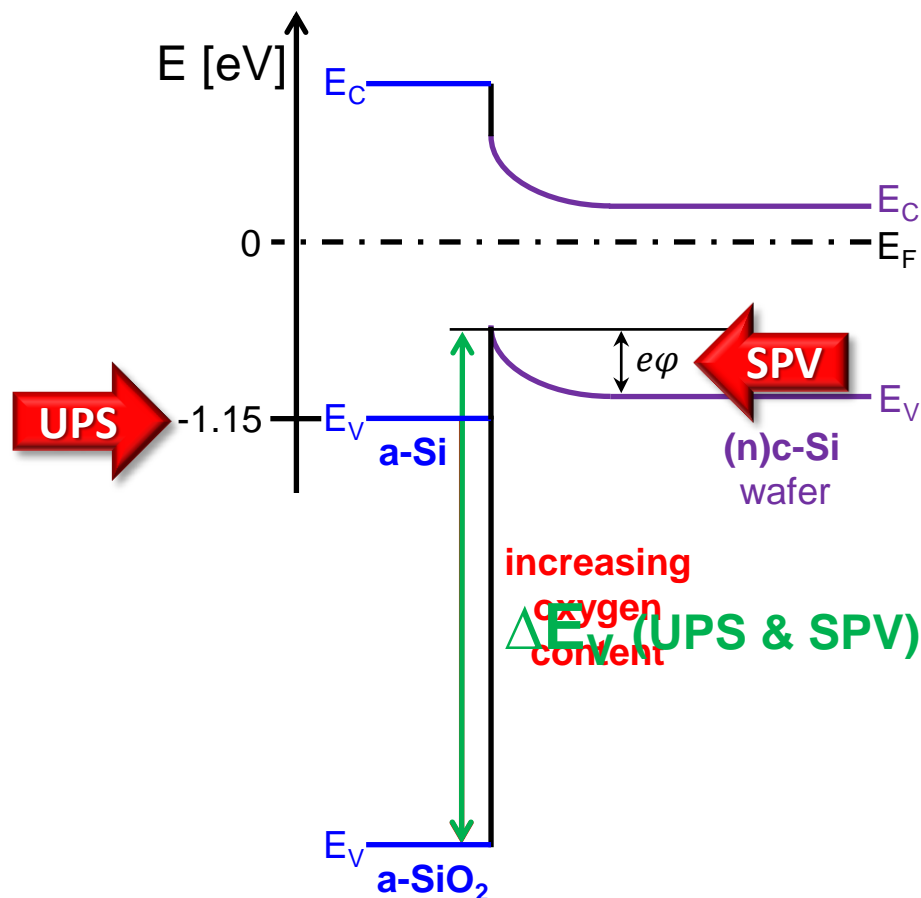 E [eV]
E_C
E_C
0
E_F
SPV
eφ
UPS
-1.15
E_V
E_V
a-Si
(n)c-Si
wafer
increasing
oxygen
content
ΔE_V (UPS & SPV)
E_V
a-SiO₂